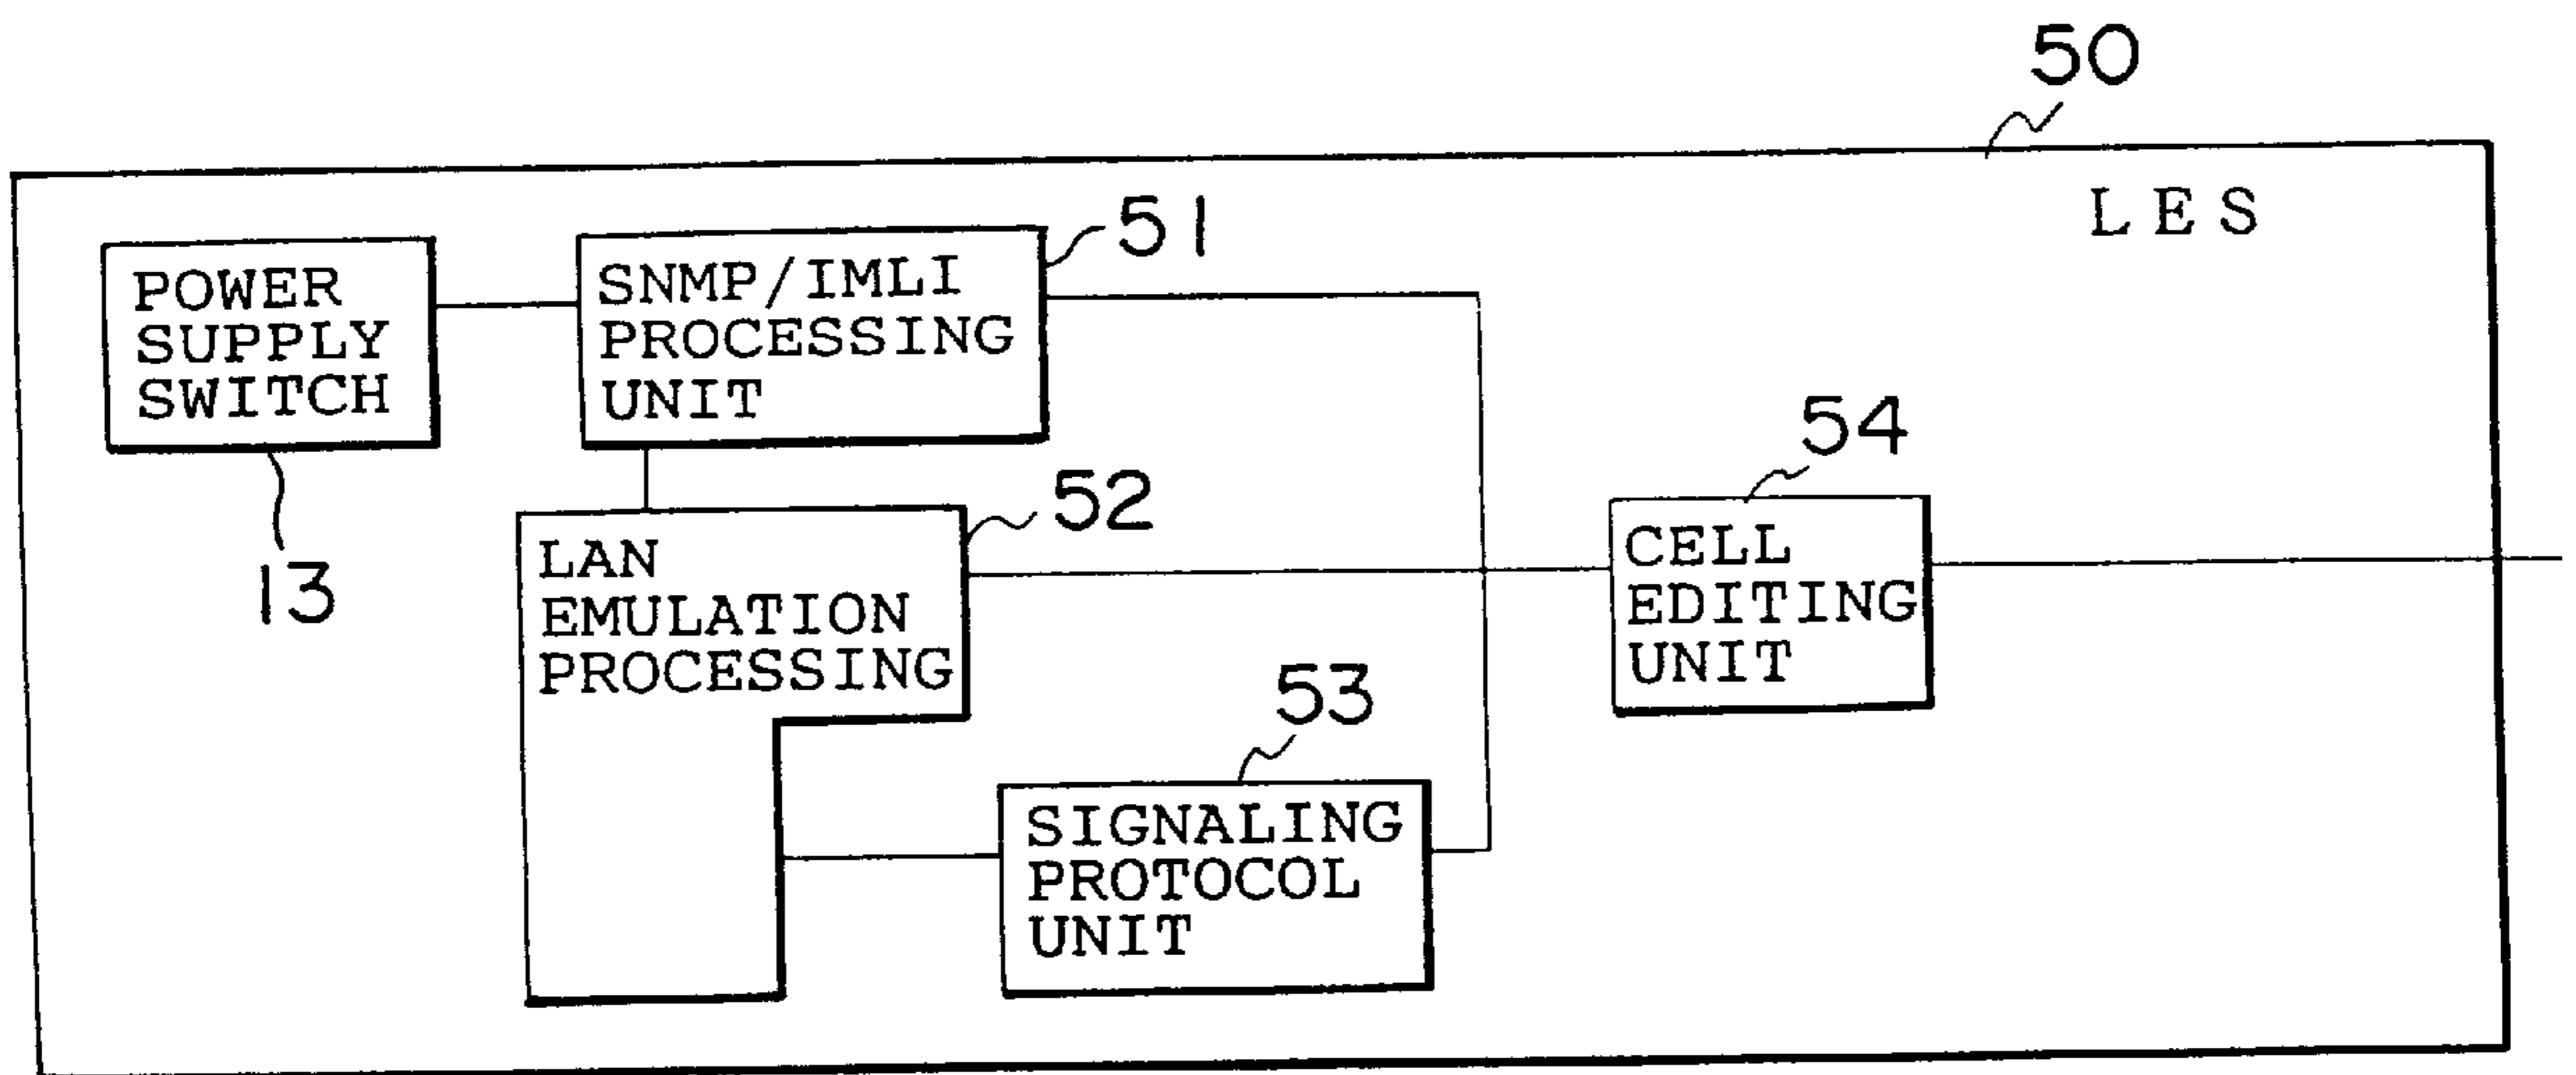 50
LES
51
POWER
SUPPLY
SWITCH
SNMP/IMLI
PROCESSING
UNIT
13
52
LAN
EMULATION
PROCESSING
54
CELL
EDITING
UNIT
53
SIGNALING
PROTOCOL
UNIT